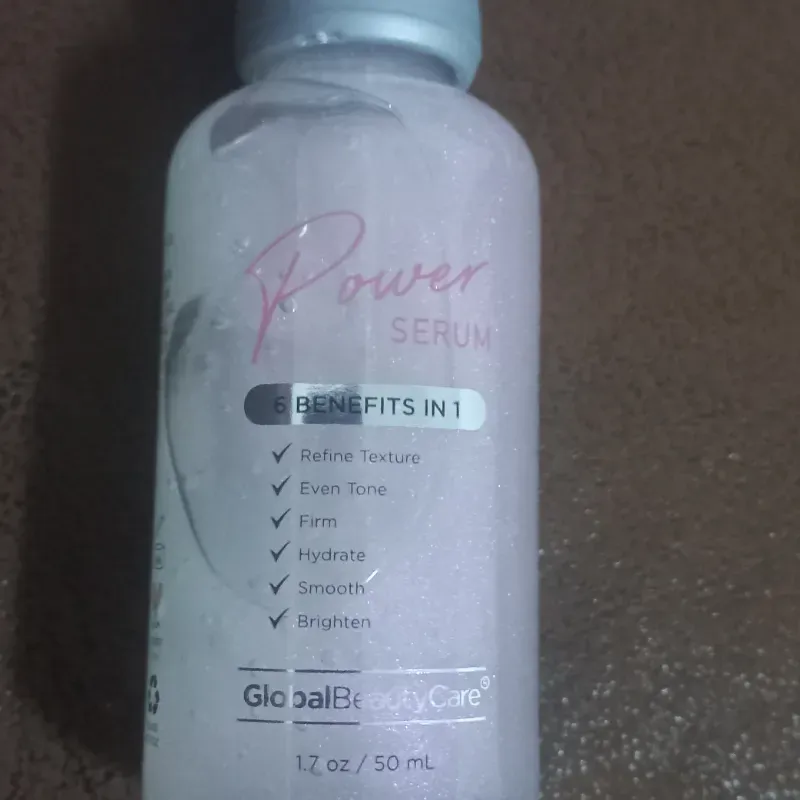 Power
SERUM
6 BENEFITS IN 1
✓ Refine Texture
✓ Even Tone
✓ Firm
✓ Hydrate
✓ Smooth
✓ Brighten
GlobalBeautyCare®
1.7 oz / 50 mL